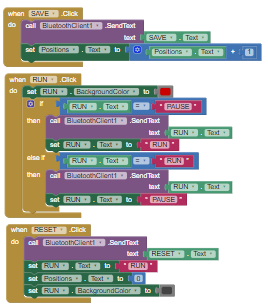 when SAVE .Click
do call BluetoothClient1 .SendText
text SAVE . Text
set Positions . Text to Positions . Text + 1
when RUN .Click
do set RUN . BackgroundColor to
if RUN . Text = " PAUSE "
then call BluetoothClient1 .SendText
text RUN . Text
set RUN . Text to " RUN "
else if RUN . Text = " RUN "
then call BluetoothClient1 .SendText
text RUN . Text
set RUN . Text to " PAUSE "
when RESET .Click
do call BluetoothClient1 .SendText
text RESET . Text
set RUN . Text to " RUN "
set Positions . Text to 0
set RUN . BackgroundColor to